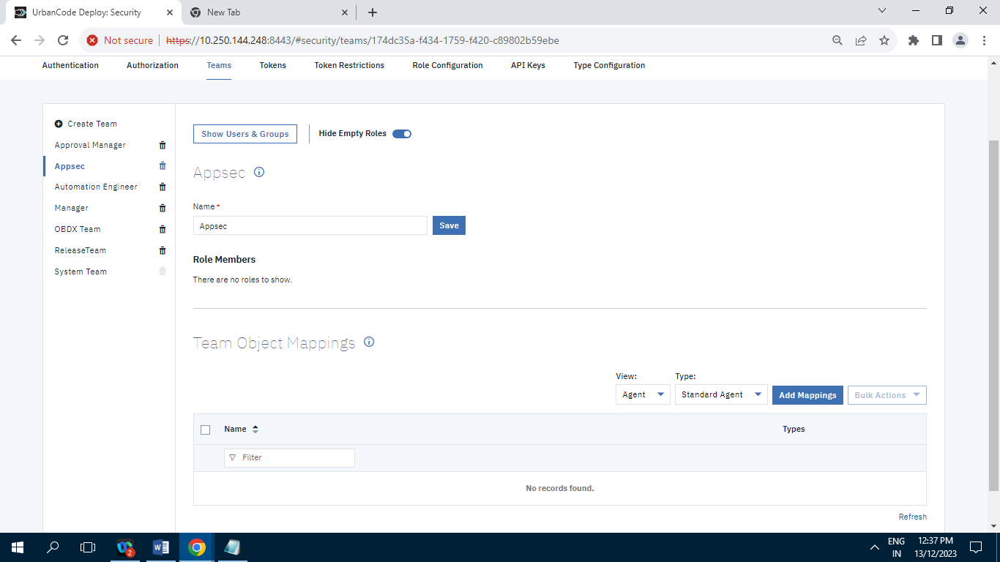 UrbanCode Deploy: Security
New Tab
Not secure
https://10.250.144.248:8443/#security/teams/174dc35a-f434-1759-f420-c89802b59ebe
Authentication Authorization Teams Tokens Token Restrictions Role Configuration API Keys Type Configuration
Create Team
Approval Manager
Appsec
Automation Engineer
Manager
OBDX Team
ReleaseTeam
System Team
Show Users & Groups
Hide Empty Roles
Appsec
Name *
Appsec
Save
Role Members
There are no roles to show.
Team Object Mappings
View: Type:
Agent Standard Agent Add Mappings Bulk Actions
Name Types
Filter
No records found.
Refresh
2
W
ENG
IN
12:37 PM
13/12/2023